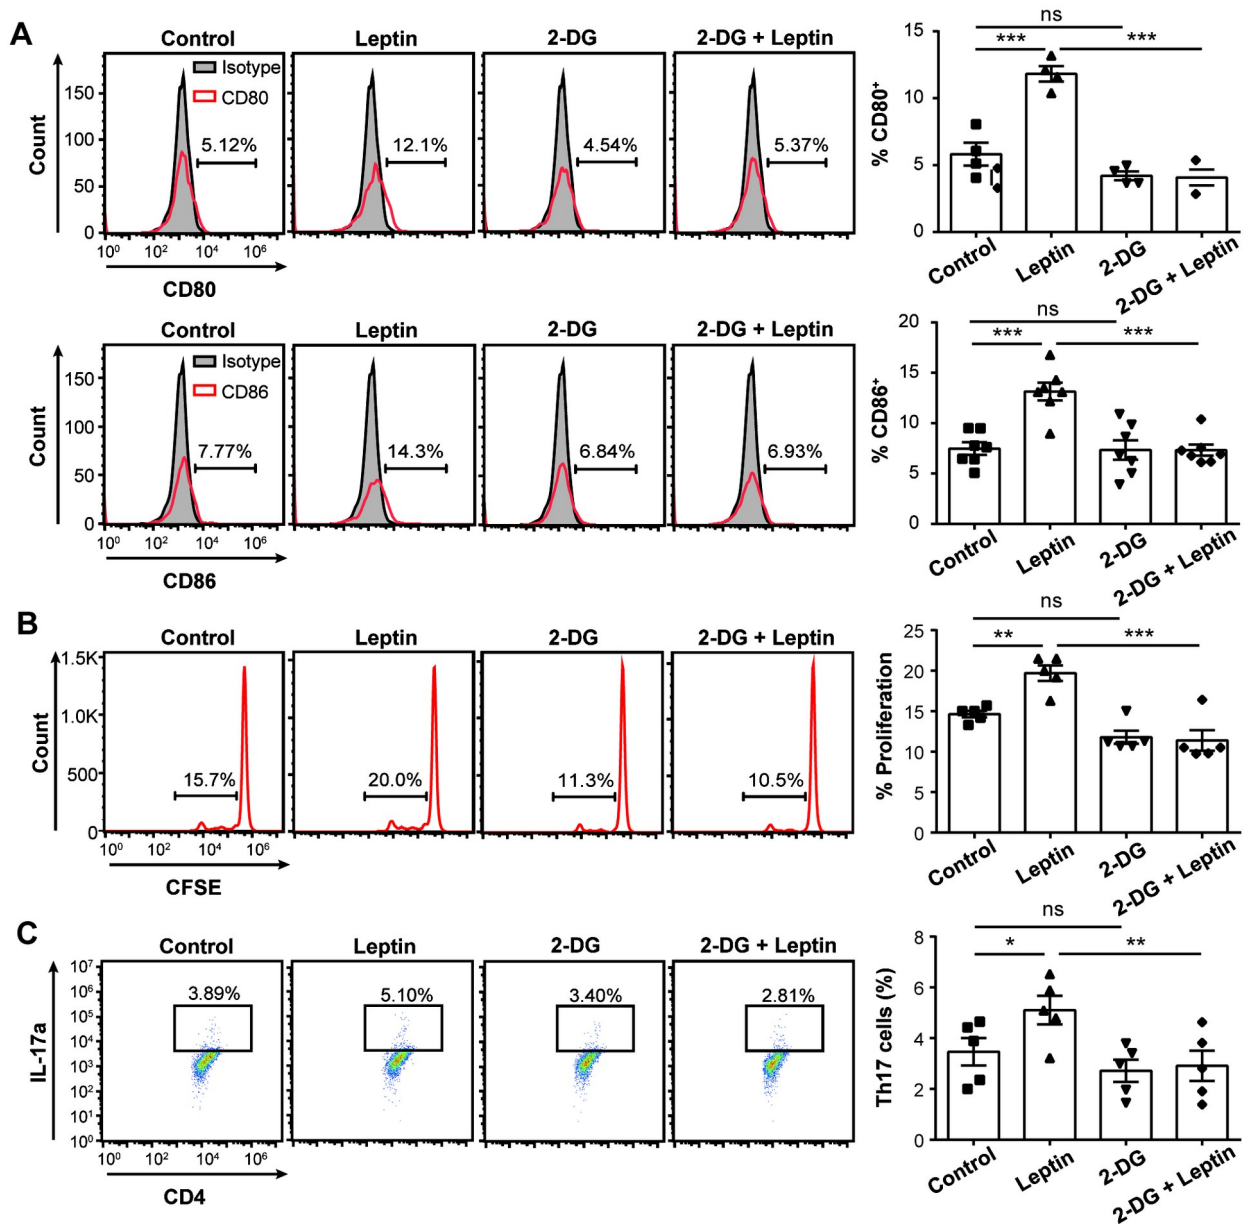 A
Control
Leptin
2-DG
2-DG + Leptin
Isotype
CD80
5.12%
12.1%
4.54%
5.37%
Count
150
100
50
0
10⁰
10²
10⁴
10⁶
CD80
ns
***
***
% CD80⁺
15
10
5
0
Control
Leptin
2-DG
2-DG + Leptin
Control
Leptin
2-DG
2-DG + Leptin
Isotype
CD86
7.77%
14.3%
6.84%
6.93%
Count
150
100
50
0
10⁰
10²
10⁴
10⁶
CD86
ns
***
***
% CD86⁺
20
15
10
5
0
Control
Leptin
2-DG
2-DG + Leptin
B
Control
Leptin
2-DG
2-DG + Leptin
15.7%
20.0%
11.3%
10.5%
Count
1.5K
1.0K
500
0
10⁰
10²
10⁴
10⁶
CFSE
ns
**
***
% Proliferation
25
20
15
10
5
0
Control
Leptin
2-DG
2-DG + Leptin
C
Control
Leptin
2-DG
2-DG + Leptin
3.89%
5.10%
3.40%
2.81%
IL-17a
10⁷
10⁶
10⁵
10⁴
10³
10²
10¹
10⁰
10⁰
10²
10⁴
10⁶
CD4
ns
*
**
Th17 cells (%)
8
6
4
2
0
Control
Leptin
2-DG
2-DG + Leptin